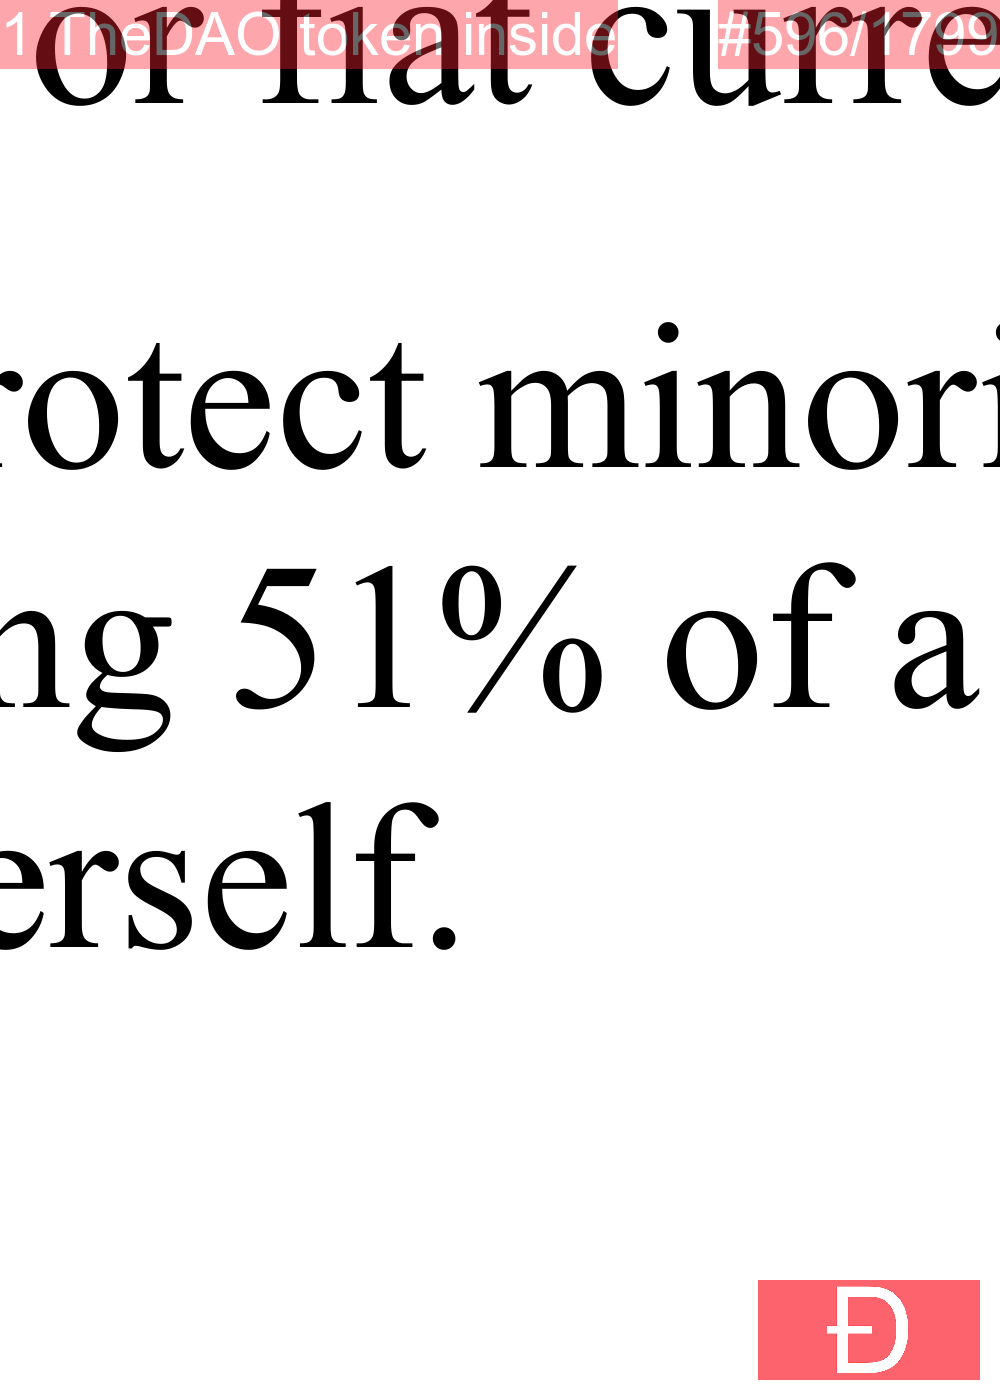 1 TheDAO token inside #596/1799
or fiat curre
rotect minori
ng 51% of a
erself.
Đ